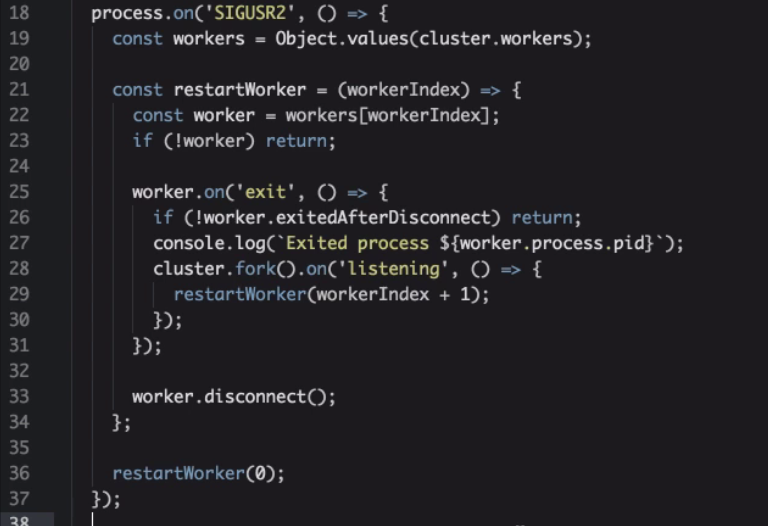 18 process.on('SIGUSR2', () => {
19 const workers = Object.values(cluster.workers);
20
21 const restartWorker = (workerIndex) => {
22 const worker = workers[workerIndex];
23 if (!worker) return;
24
25 worker.on('exit', () => {
26 if (!worker.exitedAfterDisconnect) return;
27 console.log(`Exited process ${worker.process.pid}`);
28 cluster.fork().on('listening', () => {
29 restartWorker(workerIndex + 1);
30 });
31 });
32
33 worker.disconnect();
34 };
35
36 restartWorker(0);
37 });
38